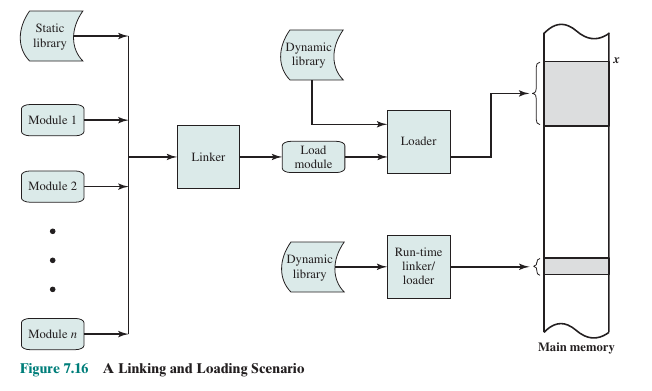 Static
library
Dynamic
library
x
Module 1
Loader
Linker
Load
module
Module 2
Dynamic
library
Run-time
linker/
loader
Module n
Main memory
Figure 7.16 A Linking and Loading Scenario